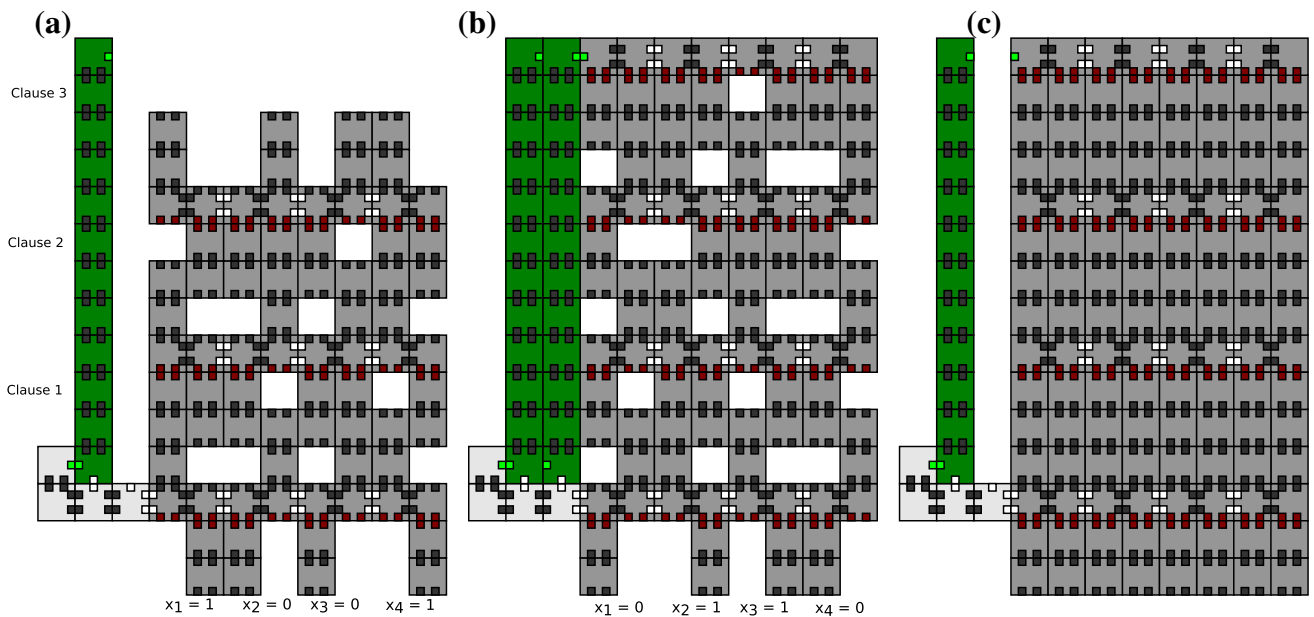 (a)
(b)
(c)
Clause 3
Clause 2
Clause 1
x1 = 1 x2 = 0 x3 = 0 x4 = 1
x1 = 0 x2 = 1 x3 = 1 x4 = 0